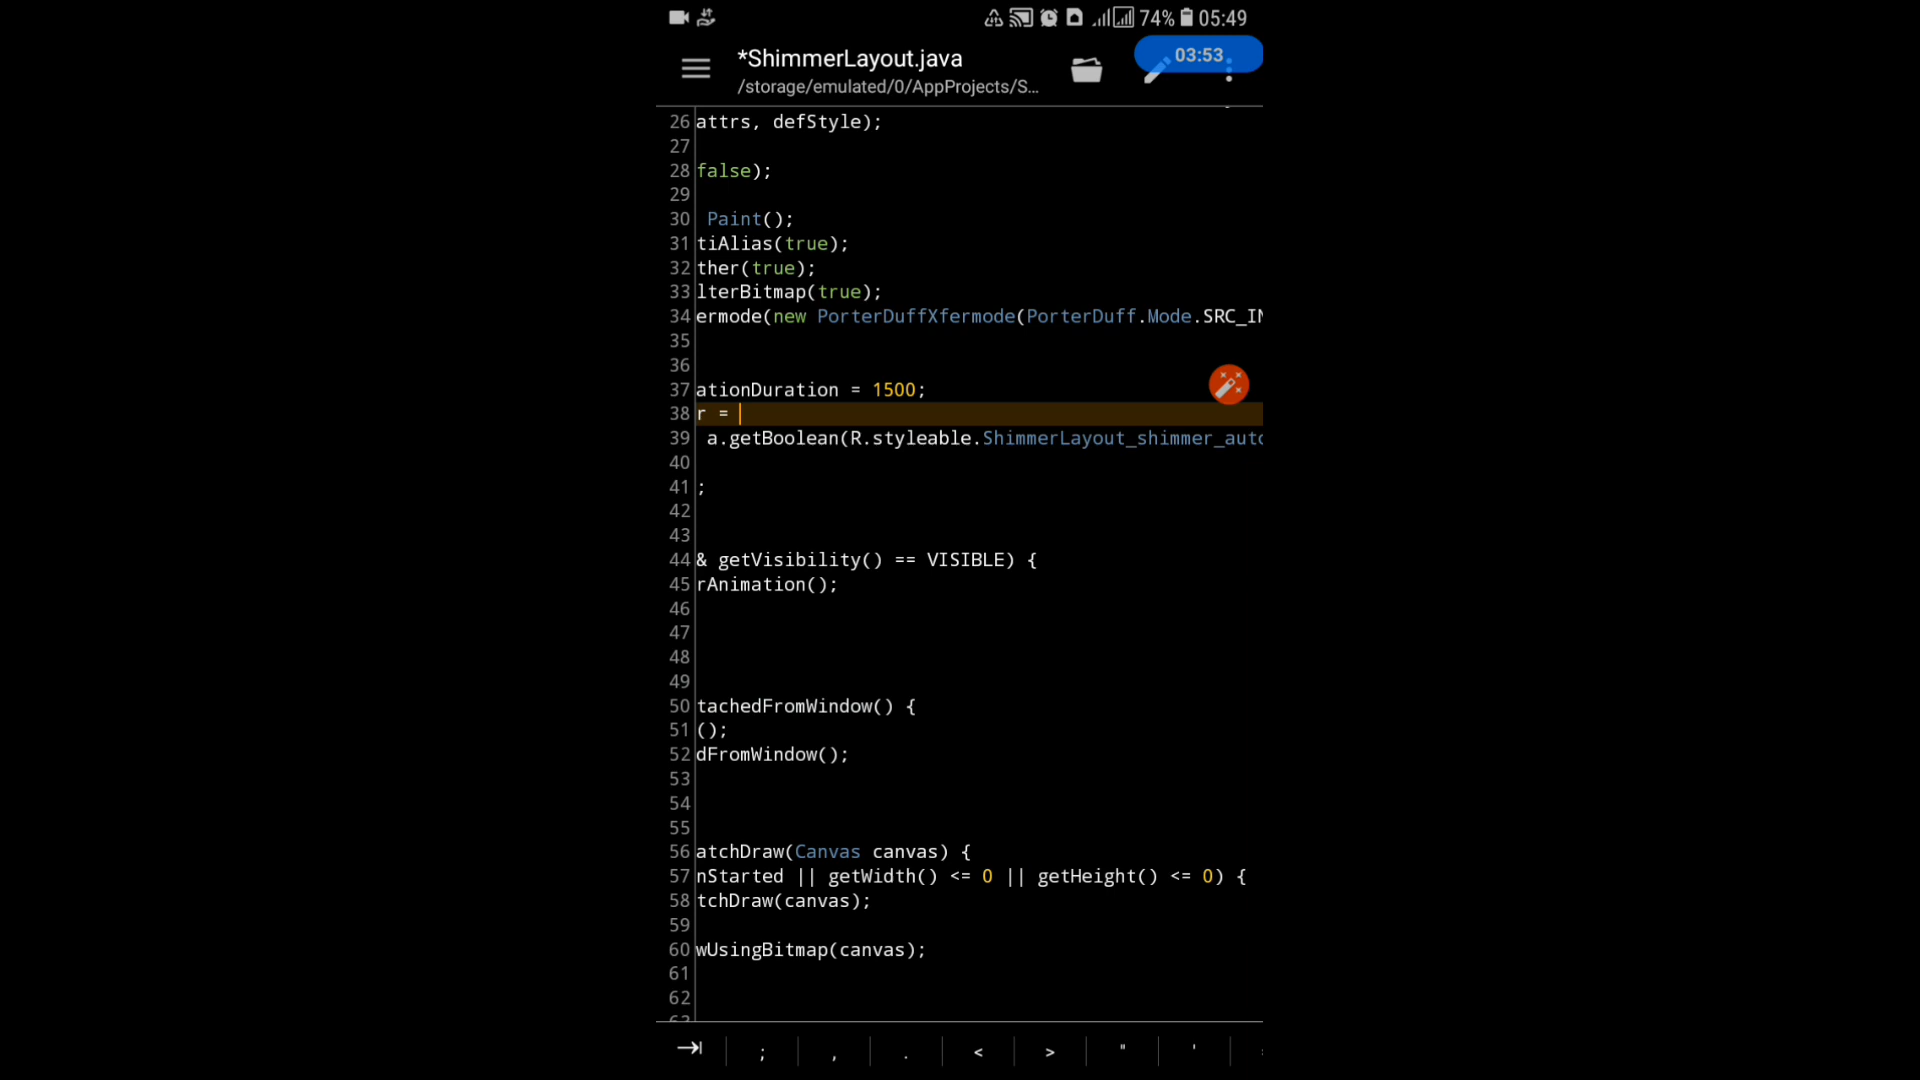 74% 05:49
*ShimmerLayout.java
03:53
/storage/emulated/0/AppProjects/S...
26 attrs, defStyle);
27
28 false);
29
30 Paint();
31 tiAlias(true);
32 ther(true);
33 lterBitmap(true);
34 ermode(new PorterDuffXfermode(PorterDuff.Mode.SRC_IN
35
36
37 ationDuration = 1500;
38 r =
39 a.getBoolean(R.styleable.ShimmerLayout_shimmer_auto
40
41 ;
42
43
44 & getVisibility() == VISIBLE) {
45 rAnimation();
46
47
48
49
50 tachedFromWindow() {
51 ();
52 dFromWindow();
53
54
55
56 atchDraw(Canvas canvas) {
57 nStarted || getWidth() <= 0 || getHeight() <= 0) {
58 tchDraw(canvas);
59
60 wUsingBitmap(canvas);
61
62
63
; , . < > " '